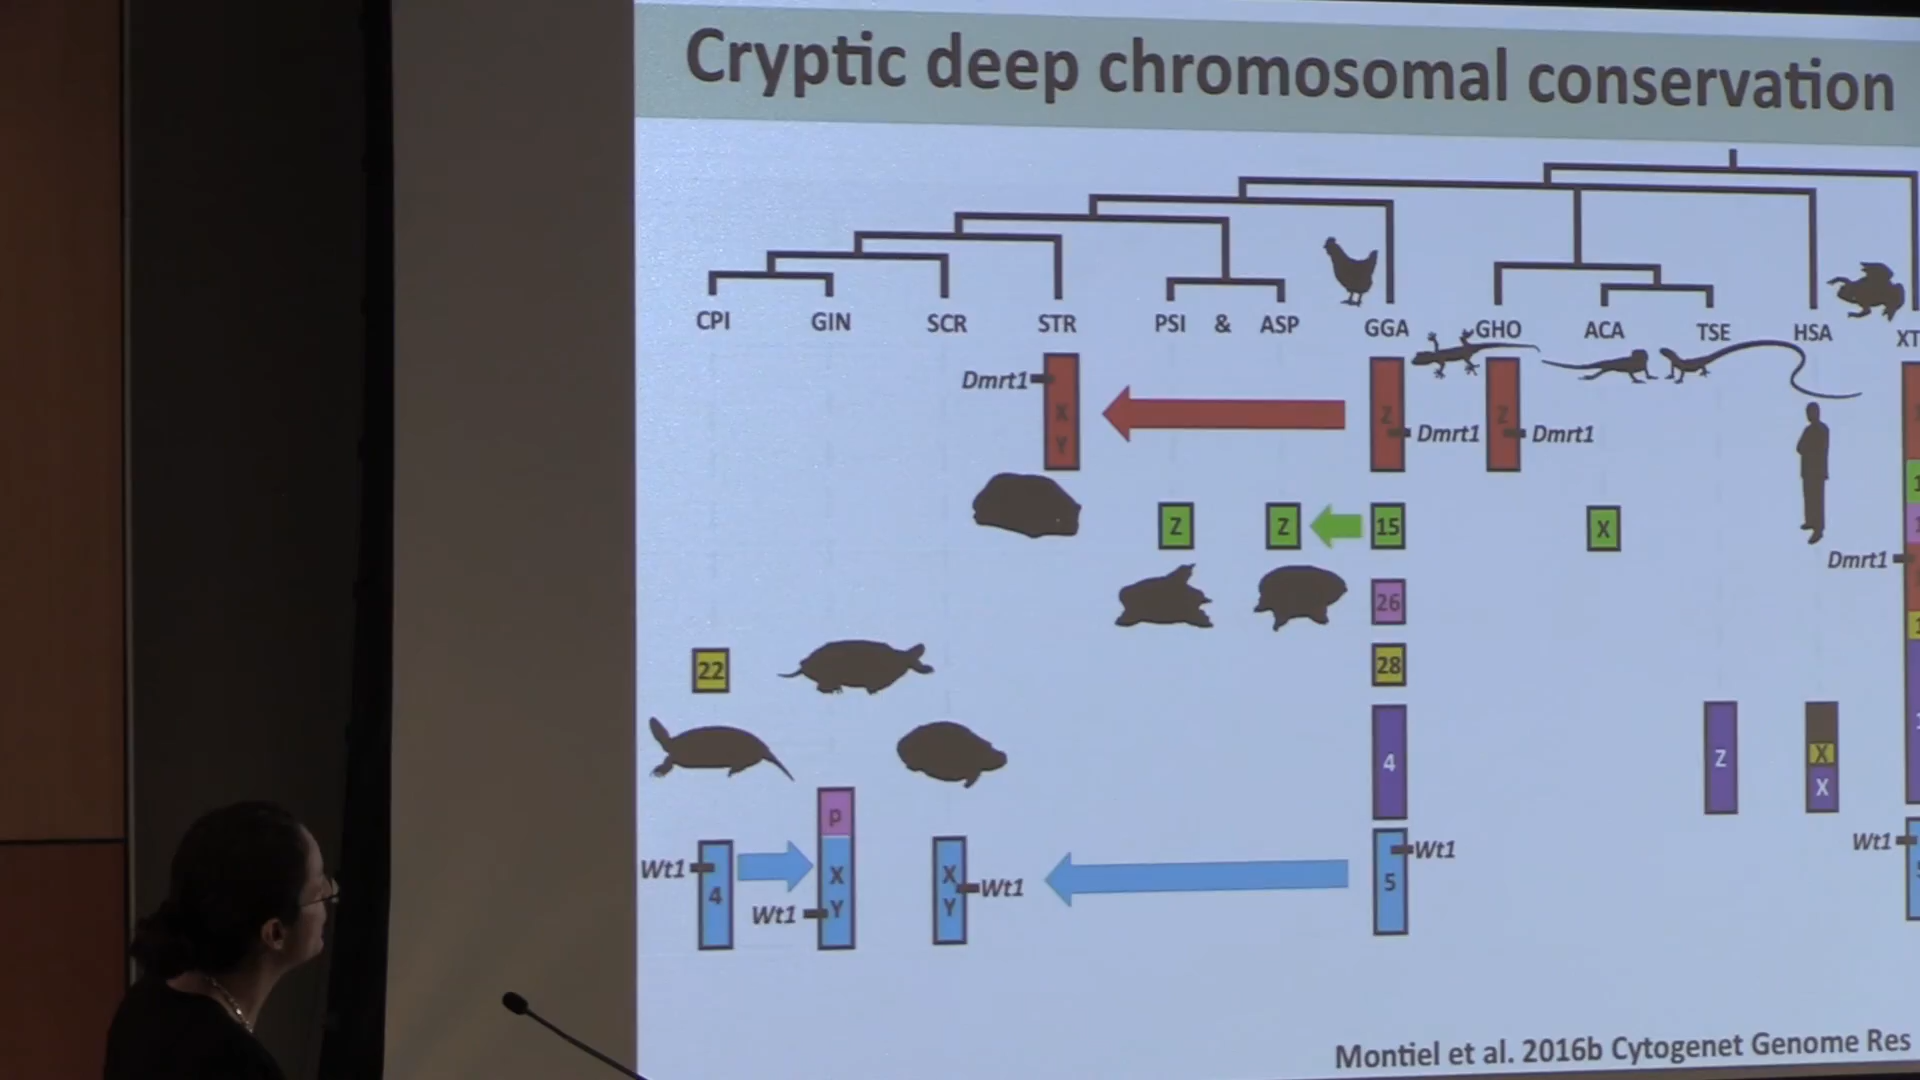 Cryptic deep chromosomal conservation
CPI GIN SCR STR PSI & ASP GGA GHO ACA TSE HSA XT
Dmrt1 X Y Z Dmrt1 Z Dmrt1
Z Z 15 X
Dmrt1
26
22 28
4 Z X X
p
Wt1 4 Wt1 X Y X Y Wt1 5 Wt1 Wt1
Montiel et al. 2016b Cytogenet Genome Res